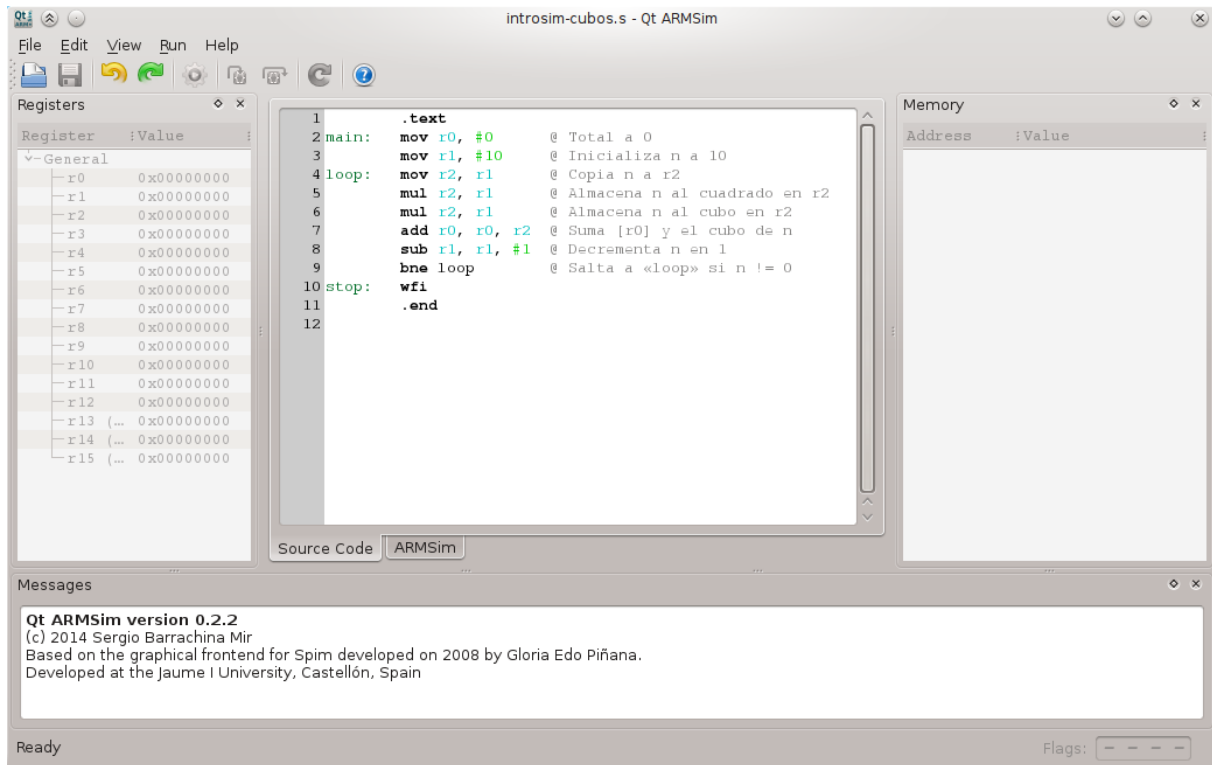 Qt ARMSim
introsim-cubos.s - Qt ARMSim
File Edit View Run Help
Registers
Register Value
General
r0 0x00000000
r1 0x00000000
r2 0x00000000
r3 0x00000000
r4 0x00000000
r5 0x00000000
r6 0x00000000
r7 0x00000000
r8 0x00000000
r9 0x00000000
r10 0x00000000
r11 0x00000000
r12 0x00000000
r13 (... 0x00000000
r14 (... 0x00000000
r15 (... 0x00000000
1 .text
2 main: mov r0, #0 @ Total a 0
3 mov r1, #10 @ Inicializa n a 10
4 loop: mov r2, r1 @ Copia n a r2
5 mul r2, r1 @ Almacena n al cuadrado en r2
6 mul r2, r1 @ Almacena n al cubo en r2
7 add r0, r0, r2 @ Suma [r0] y el cubo de n
8 sub r1, r1, #1 @ Decrementa n en 1
9 bne loop @ Salta a «loop» si n != 0
10 stop: wfi
11 .end
12
Source Code ARMSim
Memory
Address Value
Messages
Qt ARMSim version 0.2.2
(c) 2014 Sergio Barrachina Mir
Based on the graphical frontend for Spim developed on 2008 by Gloria Edo Piñana.
Developed at the Jaume I University, Castellón, Spain
Ready
Flags: - - - -